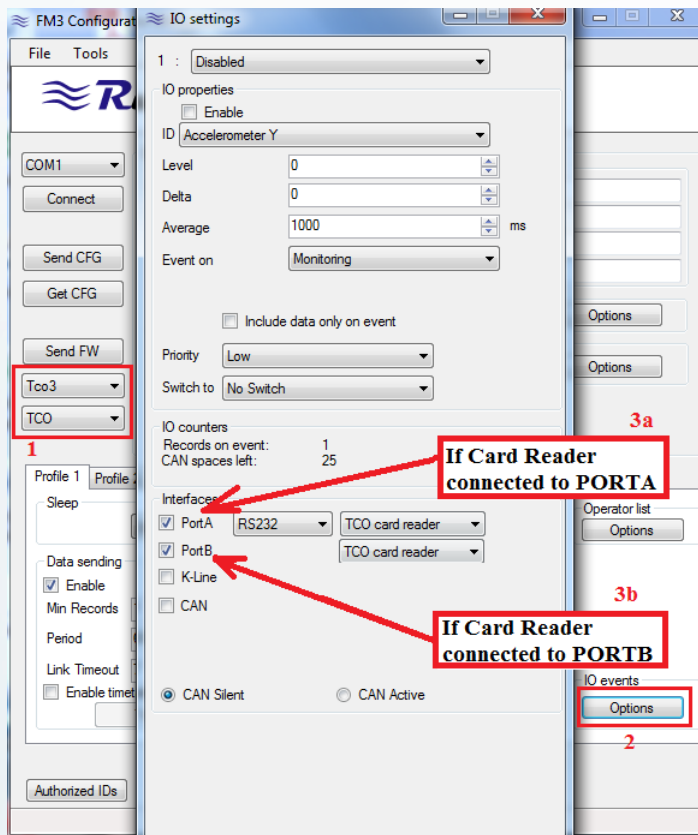 FM3 Configurat
IO settings
File Tools
1 : Disabled
IO properties
Enable
ID Accelerometer Y
COM1
Level 0
Connect
Delta 0
Average 1000 ms
Send CFG
Event on Monitoring
Get CFG
Include data only on event
Options
Send FW
Priority Low
Options
Tco3
Switch to No Switch
TCO
1
3a
IO counters
Records on event: 1
CAN spaces left: 25
If Card Reader
connected to PORTA
Profile 1 Profile
Sleep
Interfaces
PortA RS232 TCO card reader
Operator list
Options
PortB TCO card reader
Data sending
Enable
K-Line
3b
Min Records
CAN
If Card Reader
connected to PORTB
Period
Link Timeout
IO events
Enable timet
CAN Silent CAN Active
Options
2
Authorized IDs